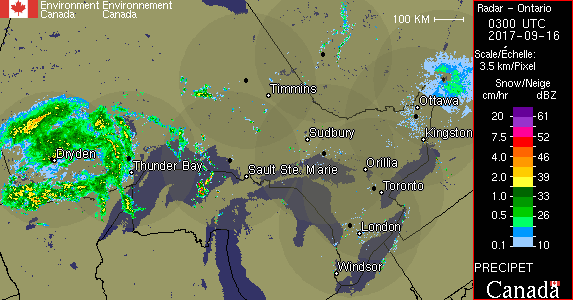 Environment Environnement
Canada Canada
100 KM
Timmins
Ottawa
Sudbury
Kingston
Dryden
Thunder Bay
Sault Ste. Marie
Orillia
Toronto
London
Windsor
Radar - Ontario
0300 UTC
2017-09-16
Scale/Échelle:
3.5 km/Pixel
Snow/Neige
cm/hr dBZ
20 61
7.5 57
5.0 52
4.0 46
2.0 39
1.0 33
0.5 26
0.1 10
PRECIPET
Canada